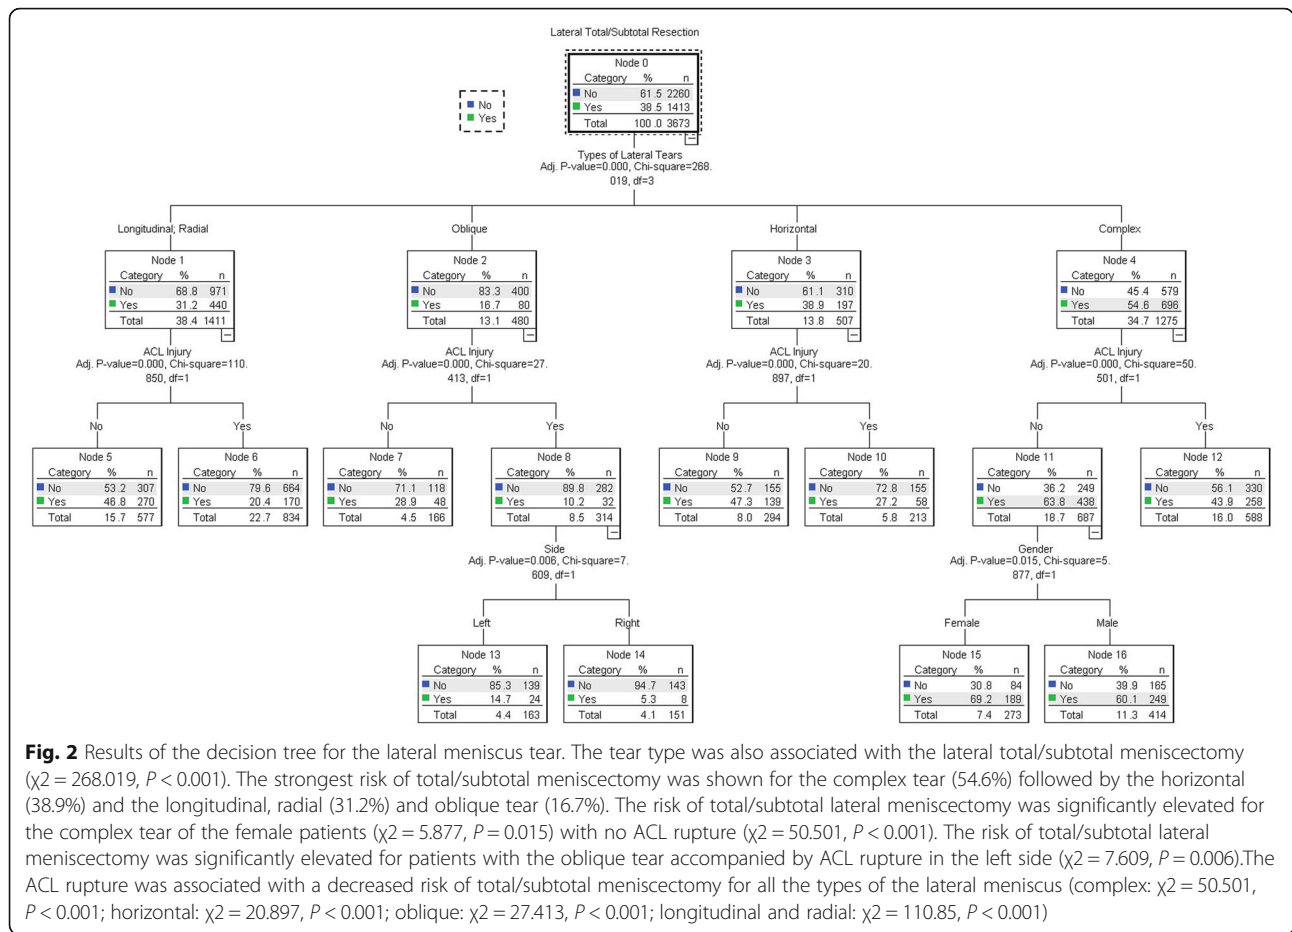 Lateral Total/Subtotal Resection
Node 0
Category % n
No 61.5 2260
Yes 38.5 1413
Total 100.0 3673
No
Yes
Types of Lateral Tears
Adj. P-value=0.000, Chi-square=268.
019, df=3
Longitudinal; Radial
Oblique
Horizontal
Complex
Node 1
Category % n
No 68.8 971
Yes 31.2 440
Total 38.4 1411
Node 2
Category % n
No 83.3 400
Yes 16.7 80
Total 13.1 480
Node 3
Category % n
No 61.1 310
Yes 38.9 197
Total 13.8 507
Node 4
Category % n
No 45.4 579
Yes 54.6 696
Total 34.7 1275
ACL Injury
Adj. P-value=0.000, Chi-square=110.
850, df=1
ACL Injury
Adj. P-value=0.000, Chi-square=27.
413, df=1
ACL Injury
Adj. P-value=0.000, Chi-square=20.
897, df=1
ACL Injury
Adj. P-value=0.000, Chi-square=50.
501, df=1
No
Yes
No
Yes
No
Yes
No
Yes
Node 5
Category % n
No 53.2 307
Yes 46.8 270
Total 15.7 577
Node 6
Category % n
No 79.6 664
Yes 20.4 170
Total 22.7 834
Node 7
Category % n
No 71.1 118
Yes 28.9 48
Total 4.5 166
Node 8
Category % n
No 89.8 282
Yes 10.2 32
Total 8.5 314
Node 9
Category % n
No 52.7 155
Yes 47.3 139
Total 8.0 294
Node 10
Category % n
No 72.8 155
Yes 27.2 58
Total 5.8 213
Node 11
Category % n
No 36.2 249
Yes 63.8 438
Total 18.7 687
Node 12
Category % n
No 56.1 330
Yes 43.9 258
Total 16.0 588
Side
Adj. P-value=0.006, Chi-square=7.
609, df=1
Gender
Adj. P-value=0.015, Chi-square=5.
877, df=1
Left
Right
Female
Male
Node 13
Category % n
No 85.3 139
Yes 14.7 24
Total 4.4 163
Node 14
Category % n
No 94.7 143
Yes 5.3 8
Total 4.1 151
Node 15
Category % n
No 30.8 84
Yes 69.2 189
Total 7.4 273
Node 16
Category % n
No 39.9 165
Yes 60.1 249
Total 11.3 414
Fig. 2 Results of the decision tree for the lateral meniscus tear. The tear type was also associated with the lateral total/subtotal meniscectomy
(χ2 = 268.019, P < 0.001). The strongest risk of total/subtotal meniscectomy was shown for the complex tear (54.6%) followed by the horizontal
(38.9%) and the longitudinal, radial (31.2%) and oblique tear (16.7%). The risk of total/subtotal lateral meniscectomy was significantly elevated for
the complex tear of the female patients (χ2 = 5.877, P = 0.015) with no ACL rupture (χ2 = 50.501, P < 0.001). The risk of total/subtotal lateral
meniscectomy was significantly elevated for patients with the oblique tear accompanied by ACL rupture in the left side (χ2 = 7.609, P = 0.006).The
ACL rupture was associated with a decreased risk of total/subtotal meniscectomy for all the types of the lateral meniscus (complex: χ2 = 50.501,
P < 0.001; horizontal: χ2 = 20.897, P < 0.001; oblique: χ2 = 27.413, P < 0.001; longitudinal and radial: χ2 = 110.85, P < 0.001)